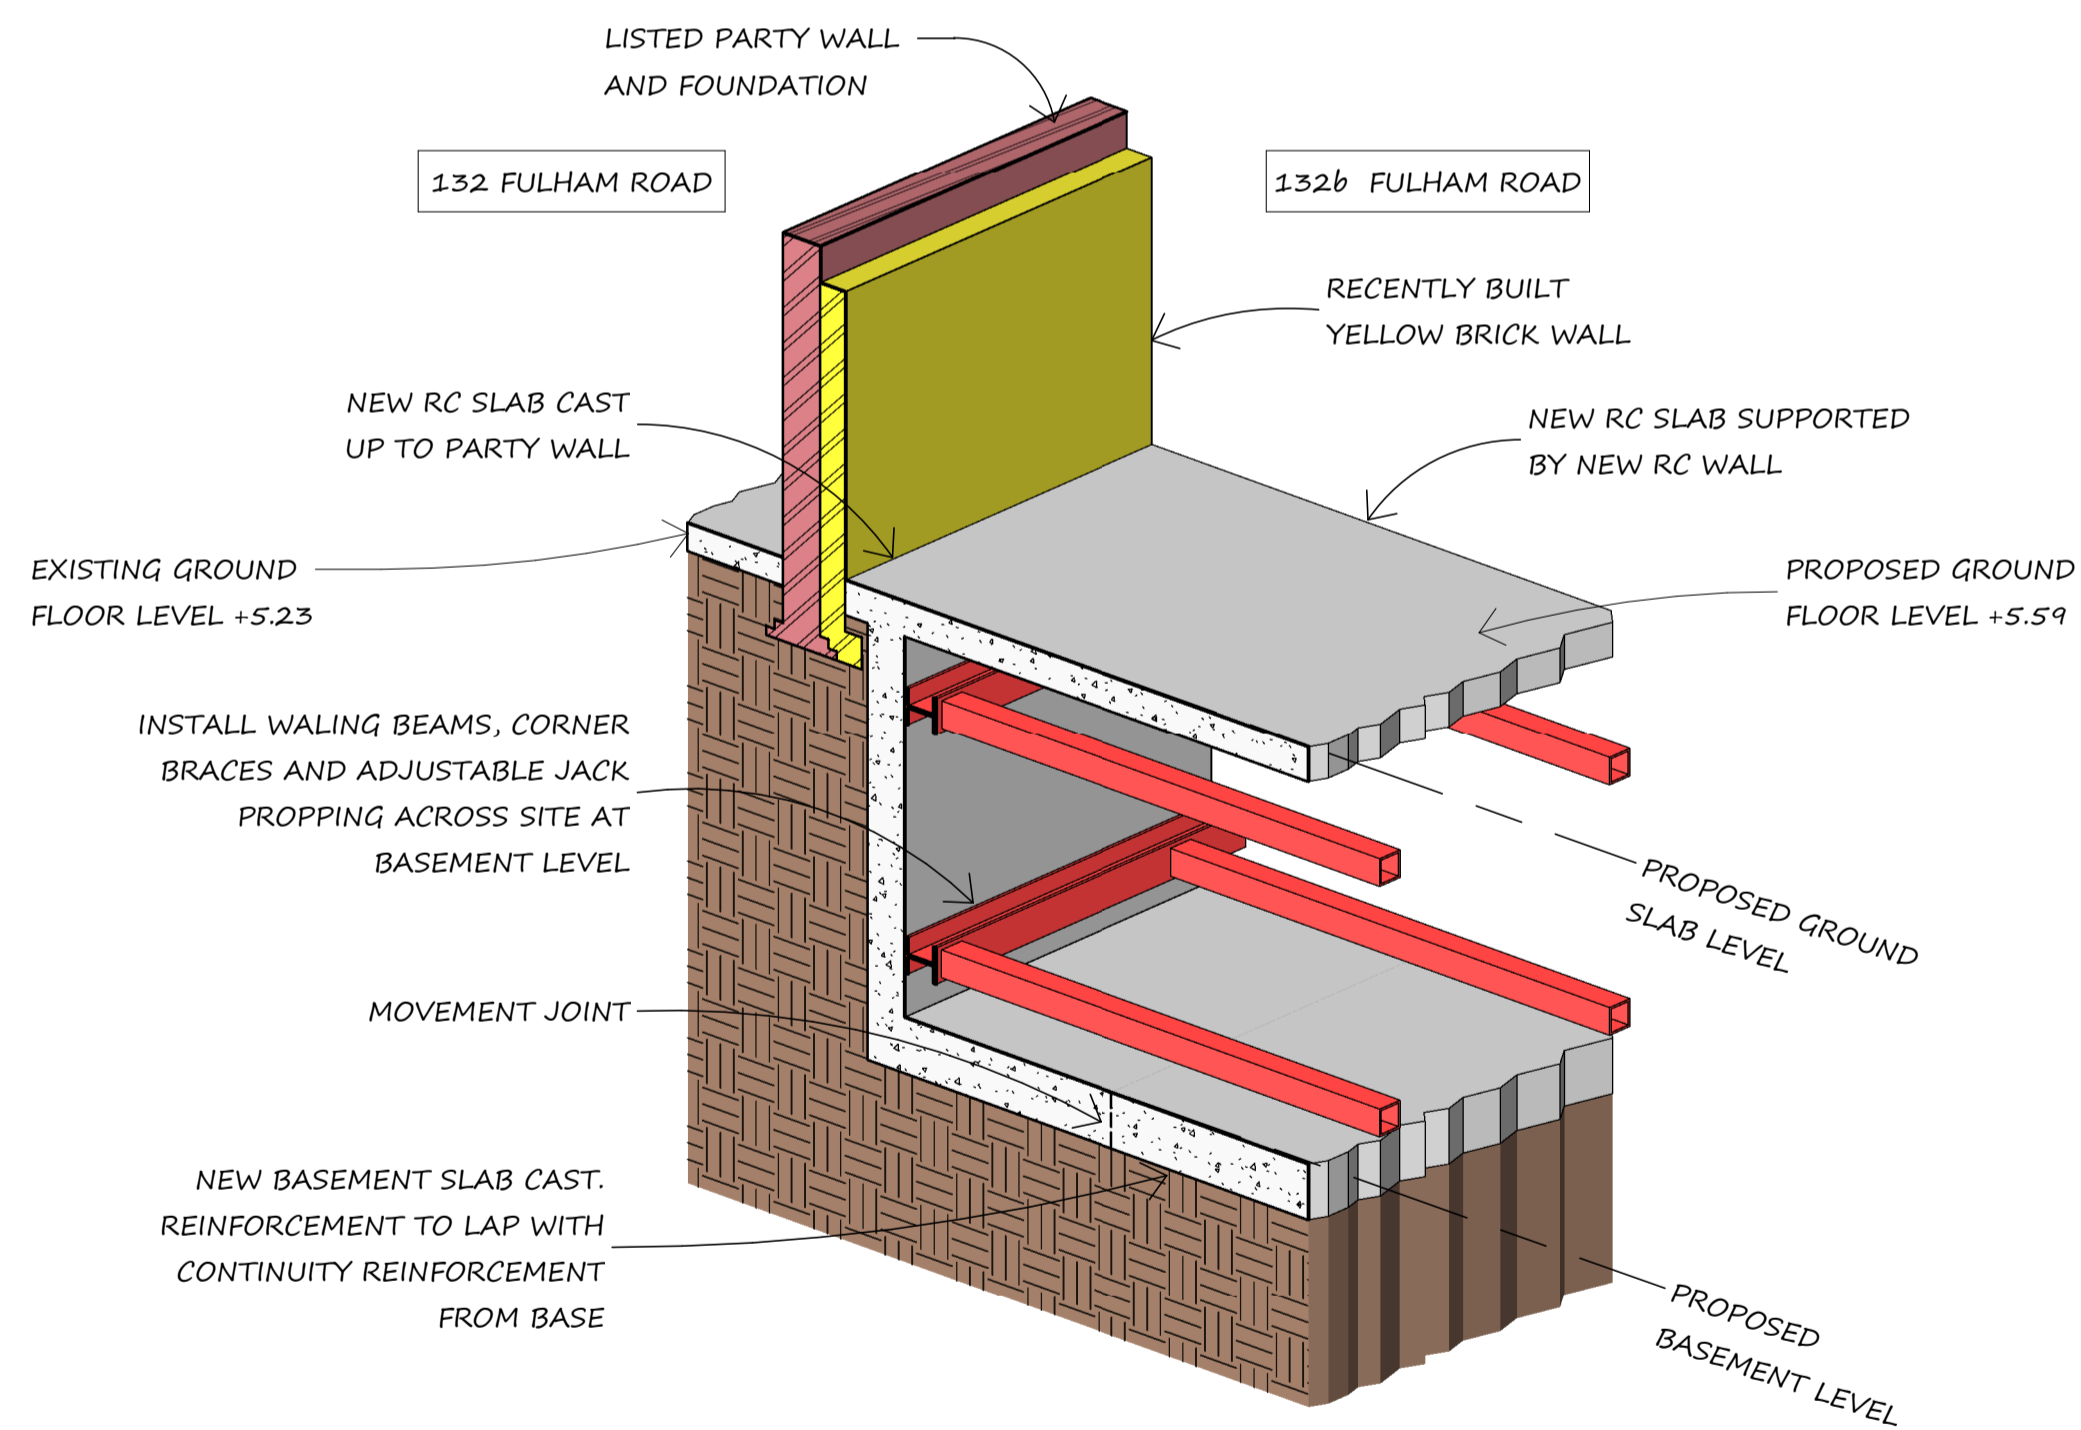 LISTED PARTY WALL
AND FOUNDATION
132 FULHAM ROAD
132b FULHAM ROAD
RECENTLY BUILT
YELLOW BRICK WALL
NEW RC SLAB CAST
UP TO PARTY WALL
NEW RC SLAB SUPPORTED
BY NEW RC WALL
EXISTING GROUND
FLOOR LEVEL +5.23
PROPOSED GROUND
FLOOR LEVEL +5.59
INSTALL WALING BEAMS, CORNER
BRACES AND ADJUSTABLE JACK
PROPPING ACROSS SITE AT
BASEMENT LEVEL
PROPOSED GROUND
SLAB LEVEL
MOVEMENT JOINT
NEW BASEMENT SLAB CAST.
REINFORCEMENT TO LAP WITH
CONTINUITY REINFORCEMENT
FROM BASE
PROPOSED
BASEMENT LEVEL